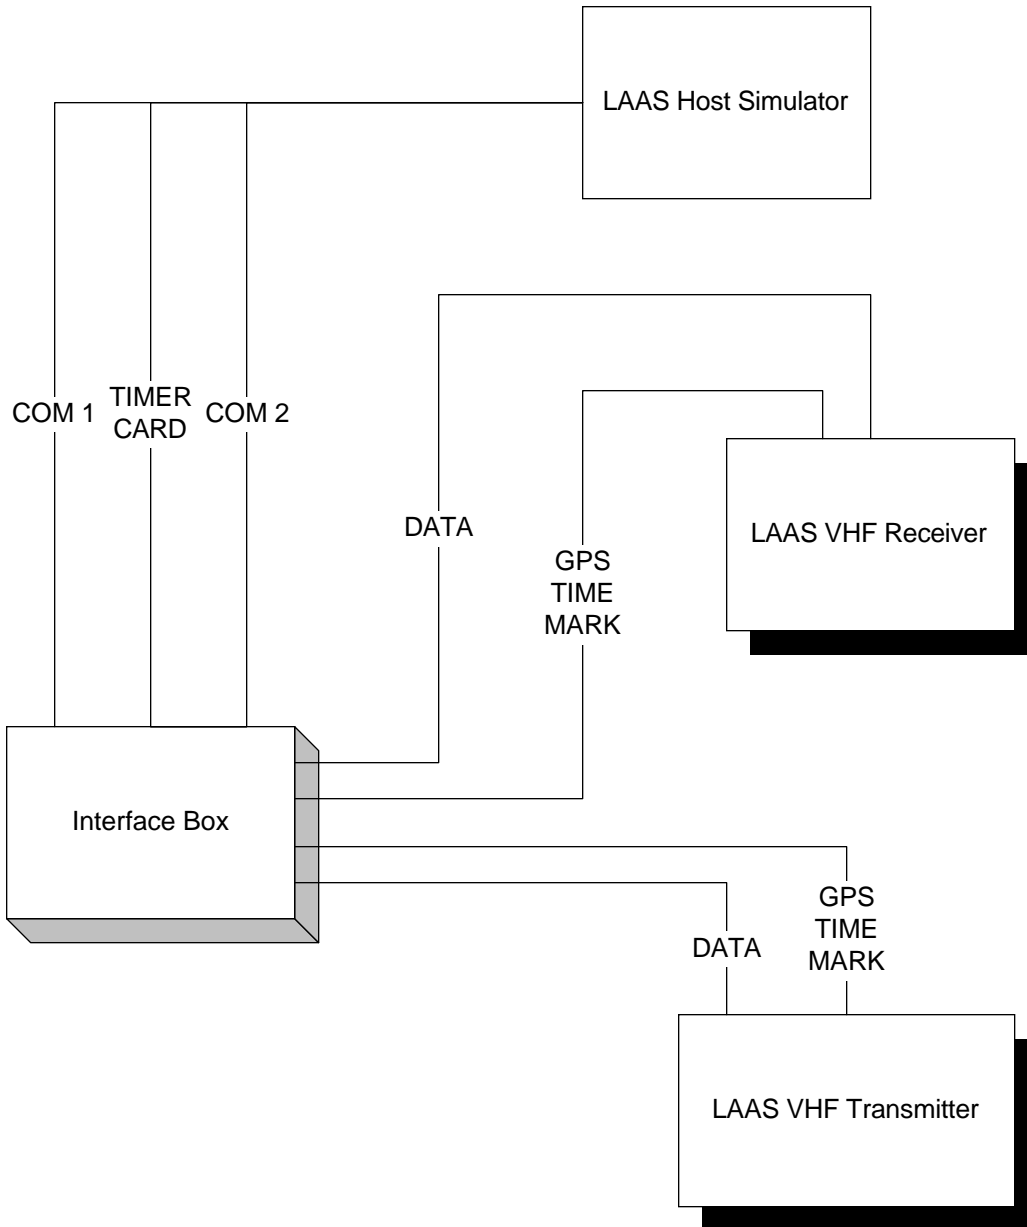 LAAS Host Simulator
COM 1
TIMER
CARD
COM 2
DATA
GPS
TIME
MARK
LAAS VHF Receiver
Interface Box
DATA
GPS
TIME
MARK
LAAS VHF Transmitter